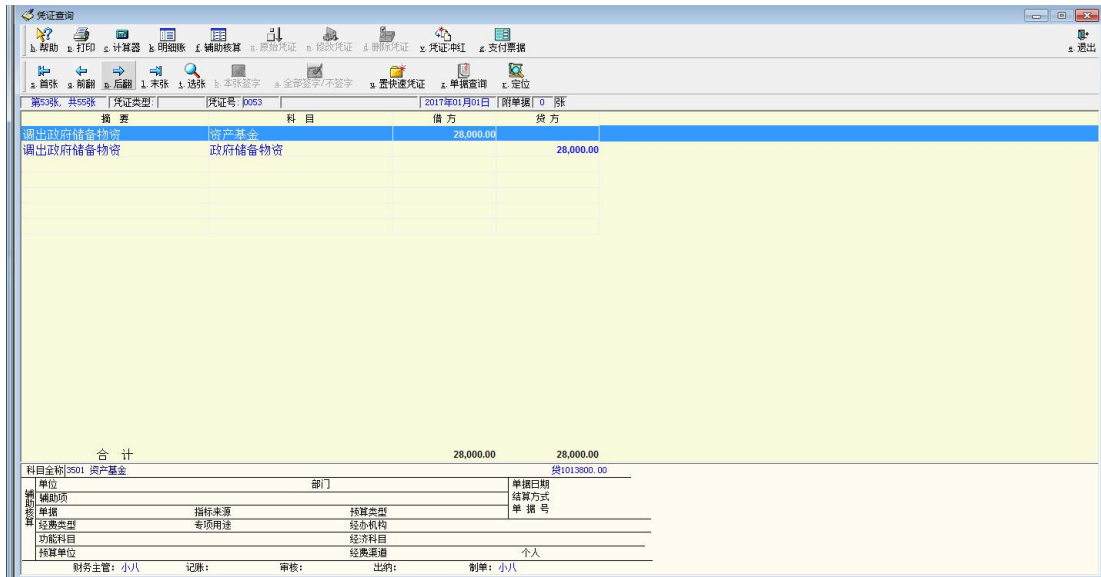 凭证查询
h.帮助 p.打印 c.计算器 k.明细账 f.辅助核算 a.原始凭证 n.修改凭证 d.删除凭证 v.凭证冲红 z.支付票据 e.退出
s.首张 q.前翻 n.后翻 l.末张 t.选张 b.本张签字 a.全部签字/不签字 u.置快速凭证 z.单据查询 r.定位
第53张, 共55张 凭证类型: 凭证号: 0053 2017年01月01日 附单据 0 张
摘 要 科 目 借 方 贷 方
调出政府储备物资 资产基金 28,000.00
调出政府储备物资 政府储备物资 28,000.00
合 计 28,000.00 28,000.00
科目全称 3501 资产基金 贷1013800.00
辅助核算
单位 部门 单据日期
辅助项 结算方式
单据 指标来源 预算类型 单 据 号
经费类型 专项用途 经办机构
功能科目 经济科目
预算单位 经费渠道 个人
财务主管: 小八 记账: 审核: 出纳: 制单: 小八